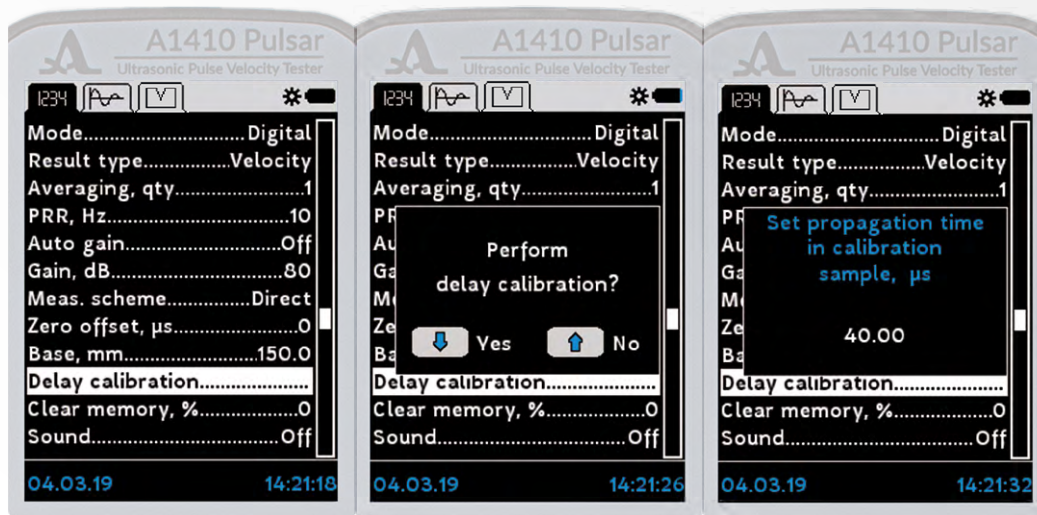 A1410 Pulsar
Ultrasonic Pulse Velocity Tester
1234
Mode..............................Digital
Result type................Velocity
Averaging, qty........................1
PRR, Hz..................................10
Auto gain.............................Off
Gain, dB................................80
Meas. scheme...............Direct
Zero offset, µs.......................0
Base, mm........................150.0
Delay calibration....................
Clear memory, %..................0
Sound..................................Off
04.03.19 14:21:18
A1410 Pulsar
Ultrasonic Pulse Velocity Tester
1234
Mode..............................Digital
Result type................Velocity
Averaging, qty........................1
PR
Au
Ga
Me
Ze
Ba
Perform
delay calibration?
Yes No
Delay calibration....................
Clear memory, %..................0
Sound..................................Off
04.03.19 14:21:26
A1410 Pulsar
Ultrasonic Pulse Velocity Tester
1234
Mode..............................Digital
Result type................Velocity
Averaging, qty........................1
PR
Au
Ga
Me
Ze
Ba
Set propagation time
in calibration
sample, µs
40.00
Delay calibration....................
Clear memory, %..................0
Sound..................................Off
04.03.19 14:21:32